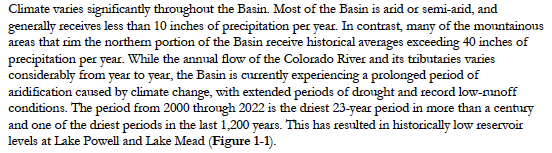 Climate varies significantly throughout the Basin. Most of the Basin is arid or semi-arid, and
generally receives less than 10 inches of precipitation per year. In contrast, many of the mountainous
areas that rim the northern portion of the Basin receive historical averages exceeding 40 inches of
precipitation per year. While the annual flow of the Colorado River and its tributaries varies
considerably from year to year, the Basin is currently experiencing a prolonged period of
aridification caused by climate change, with extended periods of drought and record low-runoff
conditions. The period from 2000 through 2022 is the driest 23-year period in more than a century
and one of the driest periods in the last 1,200 years. This has resulted in historically low reservoir
levels at Lake Powell and Lake Mead (Figure 1-1).